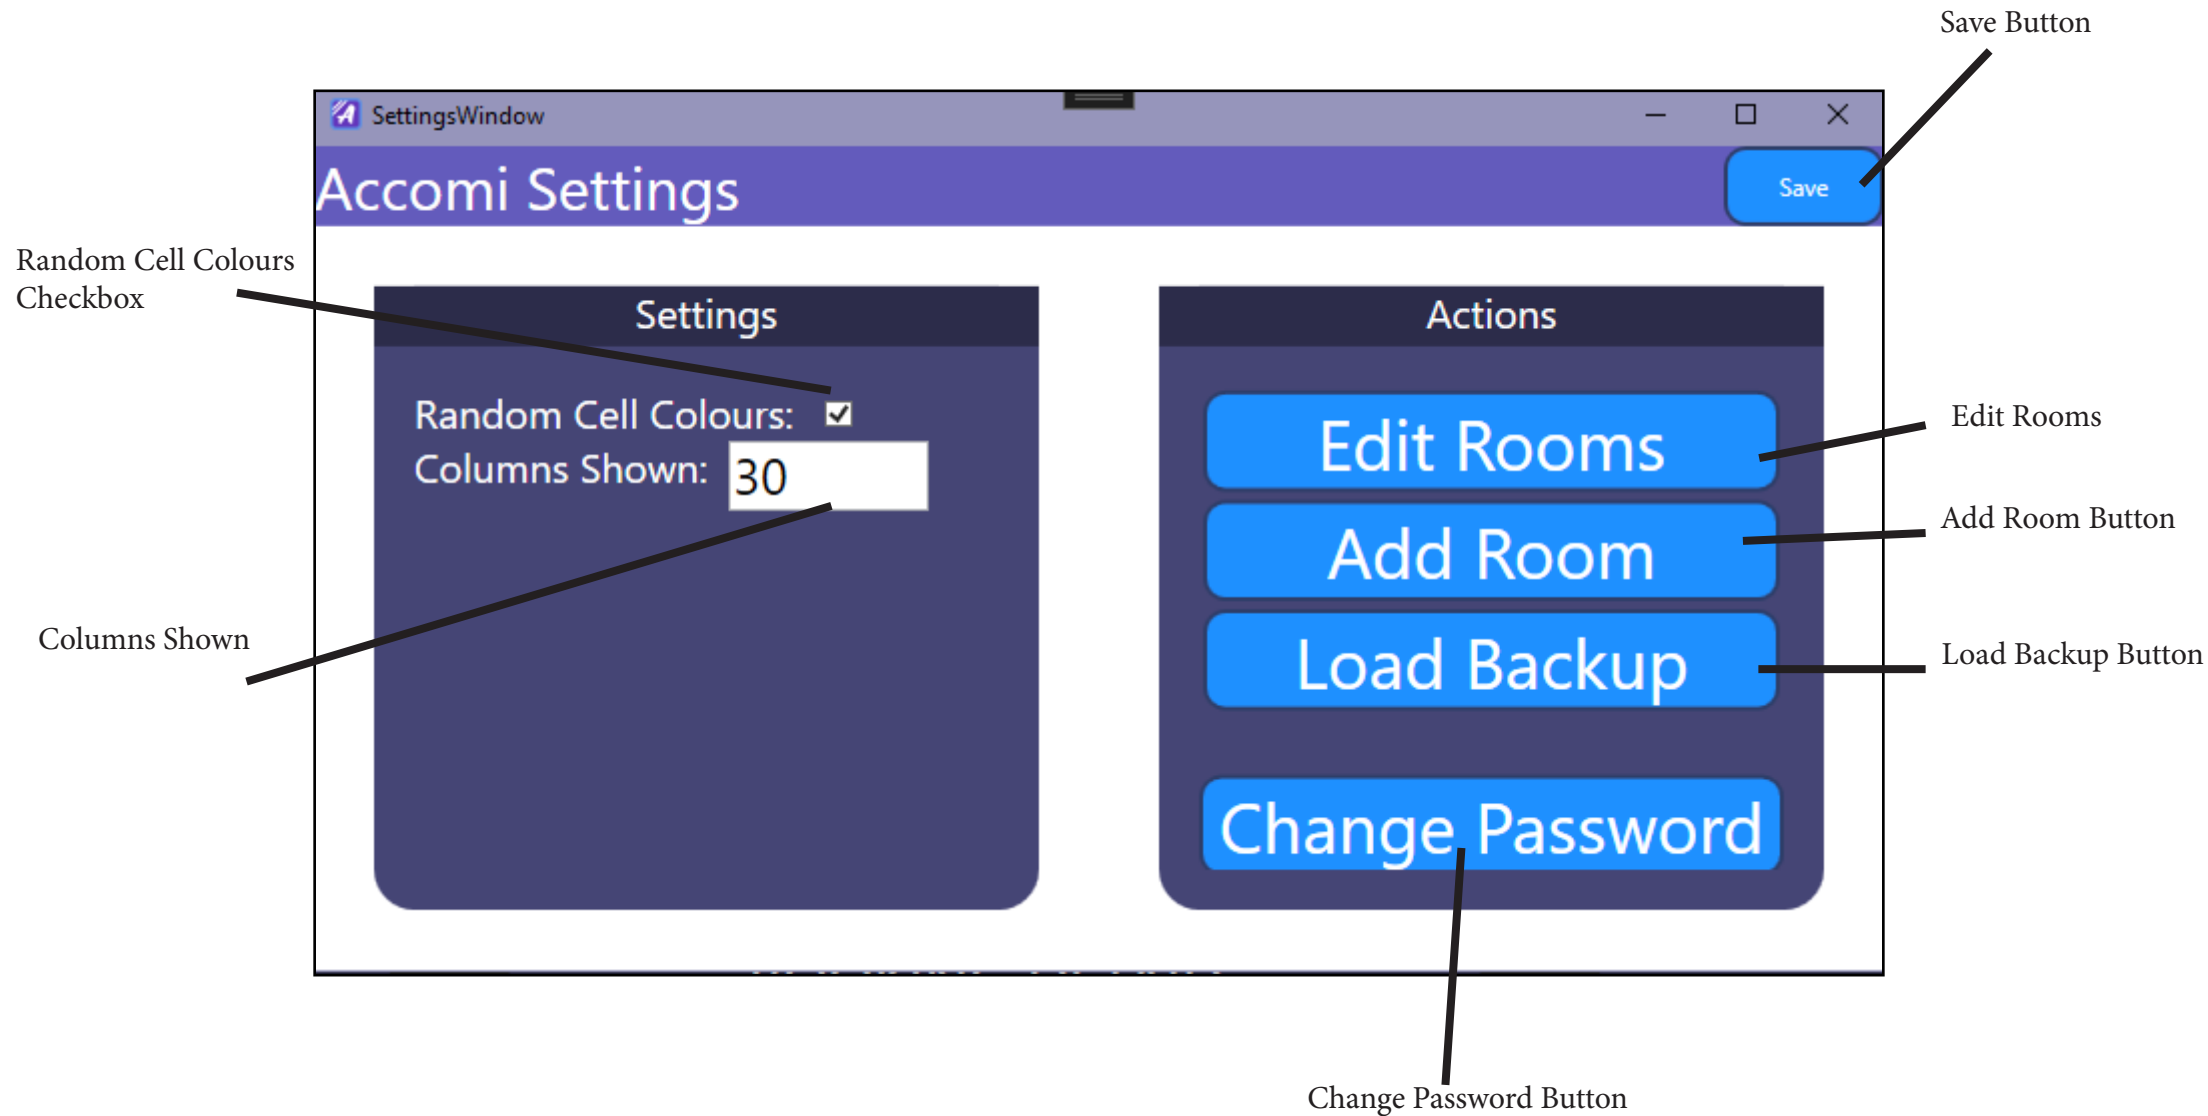 Save Button
SettingsWindow
Accomi Settings
Save
Random Cell Colours
Checkbox
Settings
Actions
Random Cell Colours:
Columns Shown:
30
Edit Rooms
Edit Rooms
Add Room
Add Room Button
Columns Shown
Load Backup
Load Backup Button
Change Password
Change Password Button